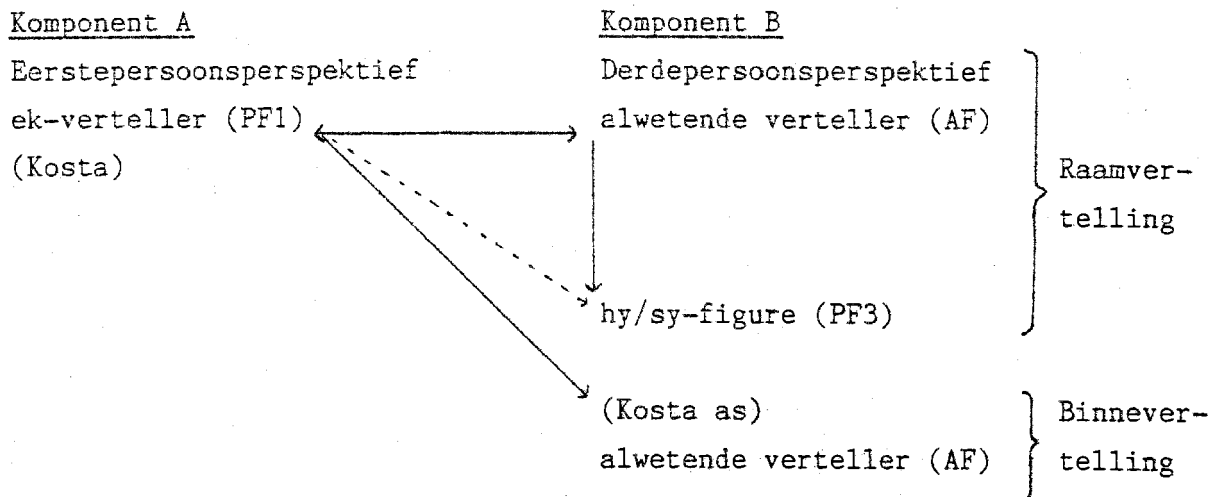 Komponent A
Komponent B
Eerstepersoonsperspektief
Derdepersoonsperspektief
ek-verteller (PF1)
alwetende verteller (AF)
(Kosta)
Raamver-
telling
hy/sy-figure (PF3)
(Kosta as)
Binnever-
alwetende verteller (AF)
telling